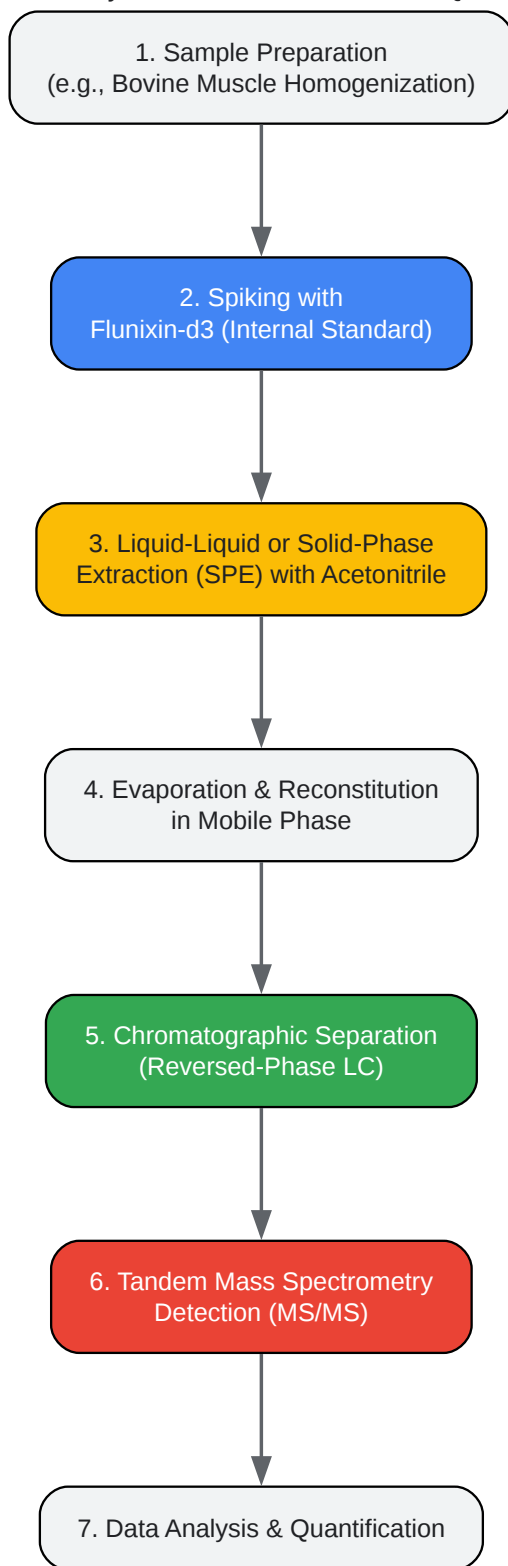 1. Sample Preparation
(e.g., Bovine Muscle Homogenization)
2. Spiking with
Flunixin-d3 (Internal Standard)
3. Liquid-Liquid or Solid-Phase
Extraction (SPE) with Acetonitrile
4. Evaporation & Reconstitution
in Mobile Phase
5. Chromatographic Separation
(Reversed-Phase LC)
6. Tandem Mass Spectrometry
Detection (MS/MS)
7. Data Analysis & Quantification